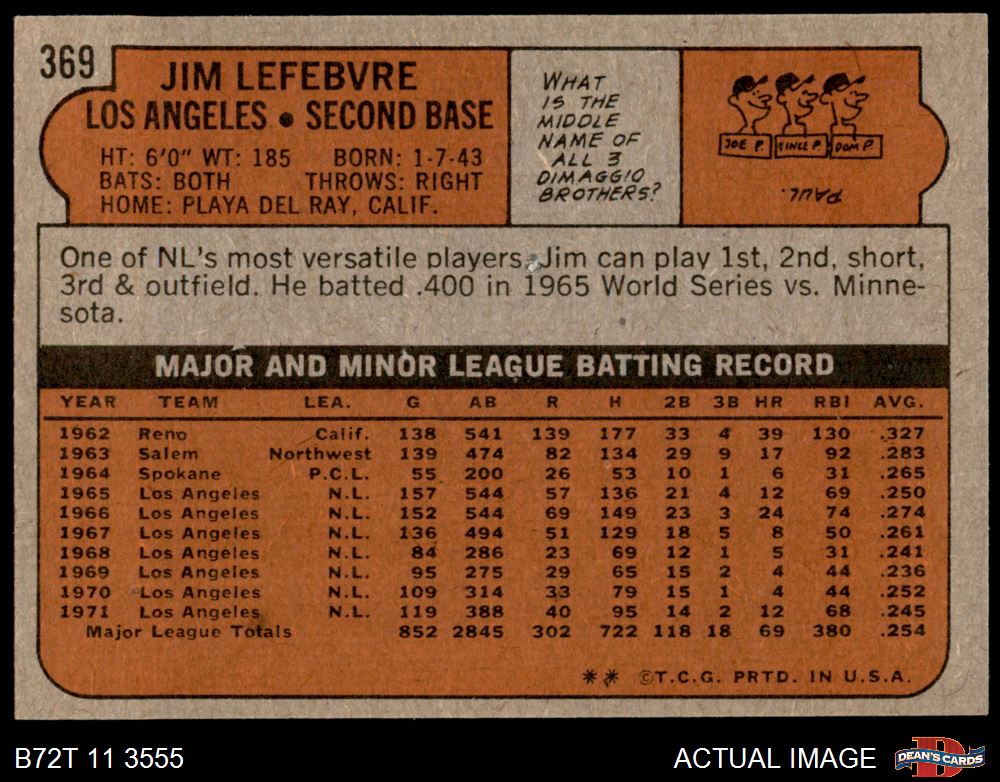 369
JIM LEFEBVRE
LOS ANGELES • SECOND BASE
HT: 6'0" WT: 185 BORN: 1-7-43
BATS: BOTH THROWS: RIGHT
HOME: PLAYA DEL RAY, CALIF.
WHAT
IS THE
MIDDLE
NAME OF
ALL 3
DIMAGGIO
BROTHERS?
JOE P. VINCE P. DOM P.
PAUL.
One of NL's most versatile players, Jim can play 1st, 2nd, short,
3rd & outfield. He batted .400 in 1965 World Series vs. Minne-
sota.
MAJOR AND MINOR LEAGUE BATTING RECORD
YEAR TEAM LEA. G AB R H 2B 3B HR RBI AVG.
1962 Reno Calif. 138 541 139 177 33 4 39 130 .327
1963 Salem Northwest 139 474 82 134 29 9 17 92 .283
1964 Spokane P.C.L. 55 200 26 53 10 1 6 31 .265
1965 Los Angeles N.L. 157 544 57 136 21 4 12 69 .250
1966 Los Angeles N.L. 152 544 69 149 23 3 24 74 .274
1967 Los Angeles N.L. 136 494 51 129 18 5 8 50 .261
1968 Los Angeles N.L. 84 286 23 69 12 1 5 31 .241
1969 Los Angeles N.L. 95 275 29 65 15 2 4 44 .236
1970 Los Angeles N.L. 109 314 33 79 15 1 4 44 .252
1971 Los Angeles N.L. 119 388 40 95 14 2 12 68 .245
Major League Totals 852 2845 302 722 118 18 69 380 .254
** ©T.C.G. PRTD. IN U.S.A.
B72T 11 3555
ACTUAL IMAGE
D
DEAN'S CARDS